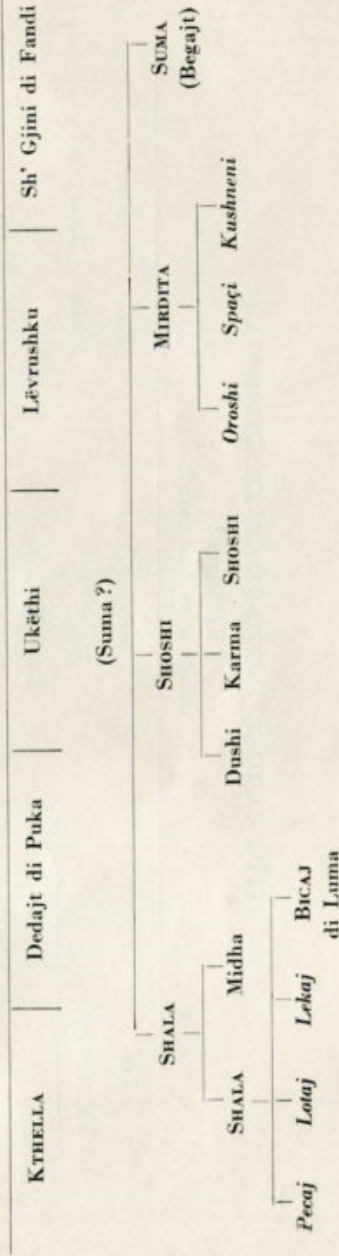 KTHELLA Dedajt di Puka Ukëthi Lëvrushku Sh' Gjini di Fandi
(Suma ?)
SHALA SHOSHI MIRDITA SUMA
(Begajt)
SHALA Midha Dushi Karma SHOSHI Oroshi Spaçi Kushneni
Pecaj Lotaj Lekaj BICAJ
di Luma